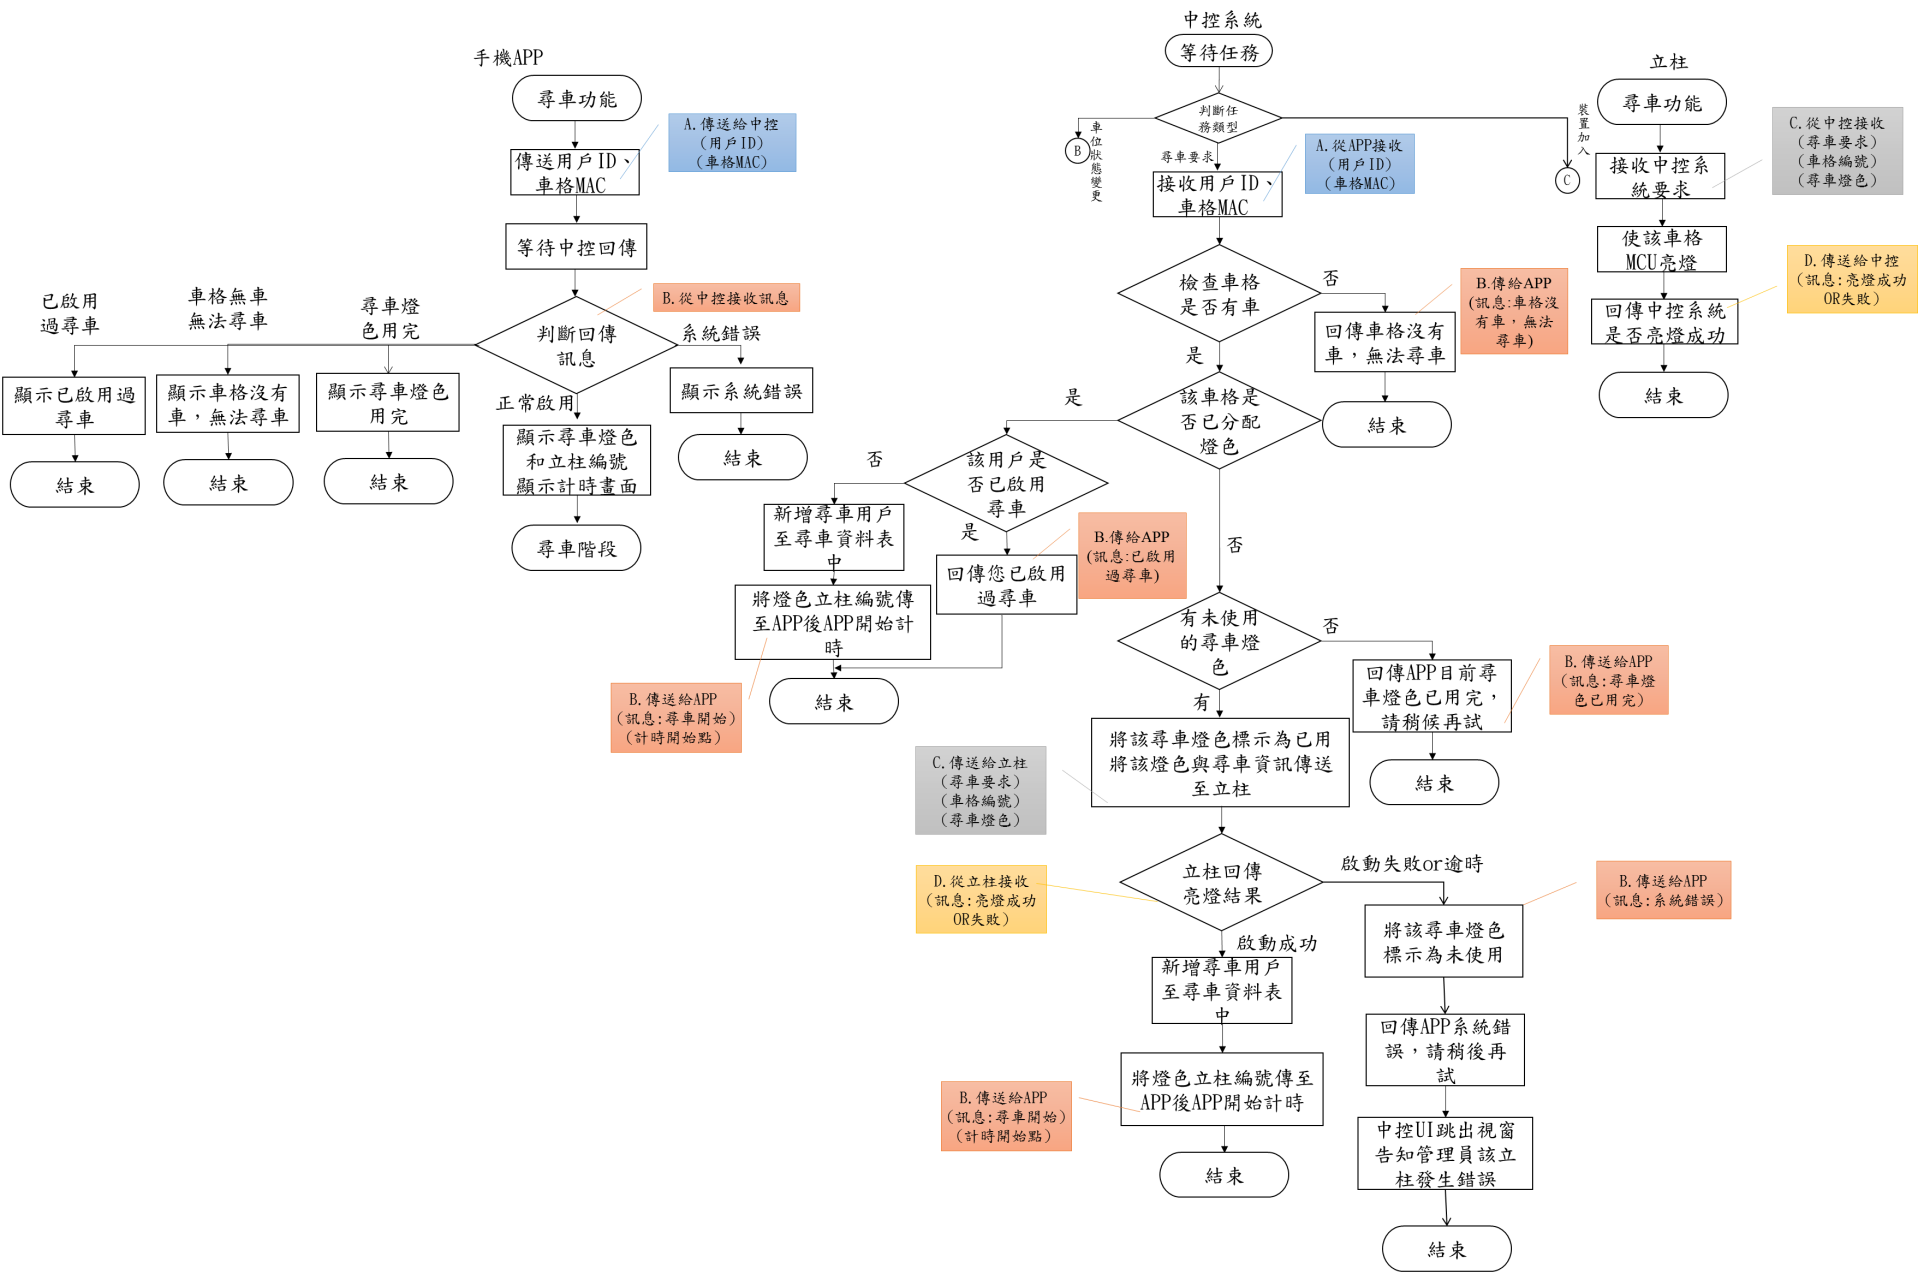 手機APP
尋車功能
A.傳送給中控
(用戶ID)
(車格MAC)
傳送用戶ID、
車格MAC
等待中控回傳
B.從中控接收訊息
判斷回傳
訊息
已啟用
過尋車
車格無車
無法尋車
尋車燈
色用完
系統錯誤
正常啟用
顯示已啟用過
尋車
結束
顯示車格沒有
車，無法尋車
結束
顯示尋車燈色
用完
結束
顯示尋車燈色
和立柱編號
顯示計時畫面
尋車階段
顯示系統錯誤
結束
中控系統
等待任務
判斷任
務類型
車位狀態變更
B
尋車要求
裝置加入
C
接收用戶ID、
車格MAC
A.從APP接收
(用戶ID)
(車格MAC)
檢查車格
是否有車
否
回傳車格沒有
車，無法尋車
B.傳給APP
(訊息:車格沒
有車，無法
尋車)
結束
是
該車格是
否已分配
燈色
是
該用戶是
否已啟用
尋車
否
新增尋車用戶
至尋車資料表
中
將燈色立柱編號傳
至APP後APP開始計
時
B.傳送給APP
(訊息:尋車開始)
(計時開始點)
結束
是
回傳您已啟用
過尋車
B.傳給APP
(訊息:已啟用
過尋車)
否
有未使用
的尋車燈
色
否
回傳APP目前尋
車燈色已用完，
請稍候再試
B.傳送給APP
(訊息:尋車燈
色已用完)
結束
有
將該尋車燈色標示為已用
將該燈色與尋車資訊傳送
至立柱
C.傳送給立柱
(尋車要求)
(車格編號)
(尋車燈色)
立柱回傳
亮燈結果
D.從立柱接收
(訊息:亮燈成功
OR失敗)
啟動失敗or逾時
將該尋車燈色
標示為未使用
B.傳送給APP
(訊息:系統錯誤)
回傳APP系統錯
誤，請稍後再
試
中控UI跳出視窗
告知管理員該立
柱發生錯誤
結束
啟動成功
新增尋車用戶
至尋車資料表
中
將燈色立柱編號傳至
APP後APP開始計時
B.傳送給APP
(訊息:尋車開始)
(計時開始點)
結束
立柱
尋車功能
接收中控系
統要求
C.從中控接收
(尋車要求)
(車格編號)
(尋車燈色)
使該車格
MCU亮燈
回傳中控系統
是否亮燈成功
D.傳送給中控
(訊息:亮燈成功
OR失敗)
結束